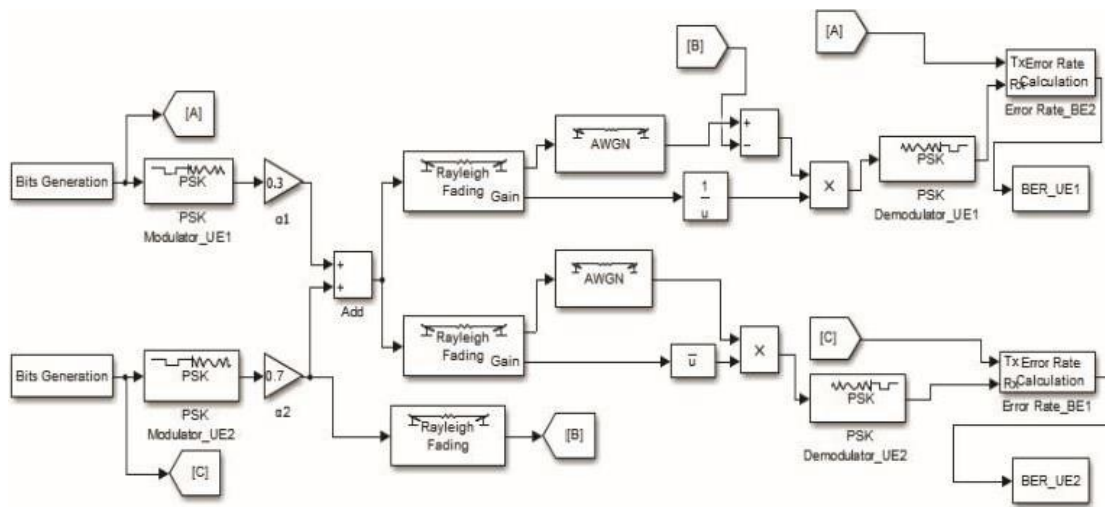 [B]
[A]
Tx Error Rate
Rx Calculation
Error Rate_BE2
[A]
AWGN
+
−
Bits Generation
PSK
0.3
PSK
Modulator_UE1
α1
Rayleigh
Fading
Gain
1
u
X
PSK
PSK
Demodulator_UE1
BER_UE1
+
+
Add
AWGN
Rayleigh
Fading
Gain
u
X
[C]
Tx Error Rate
Rx Calculation
Error Rate_BE1
Bits Generation
PSK
0.7
PSK
Modulator_UE2
α2
PSK
PSK
Demodulator_UE2
Rayleigh
Fading
[B]
[C]
BER_UE2